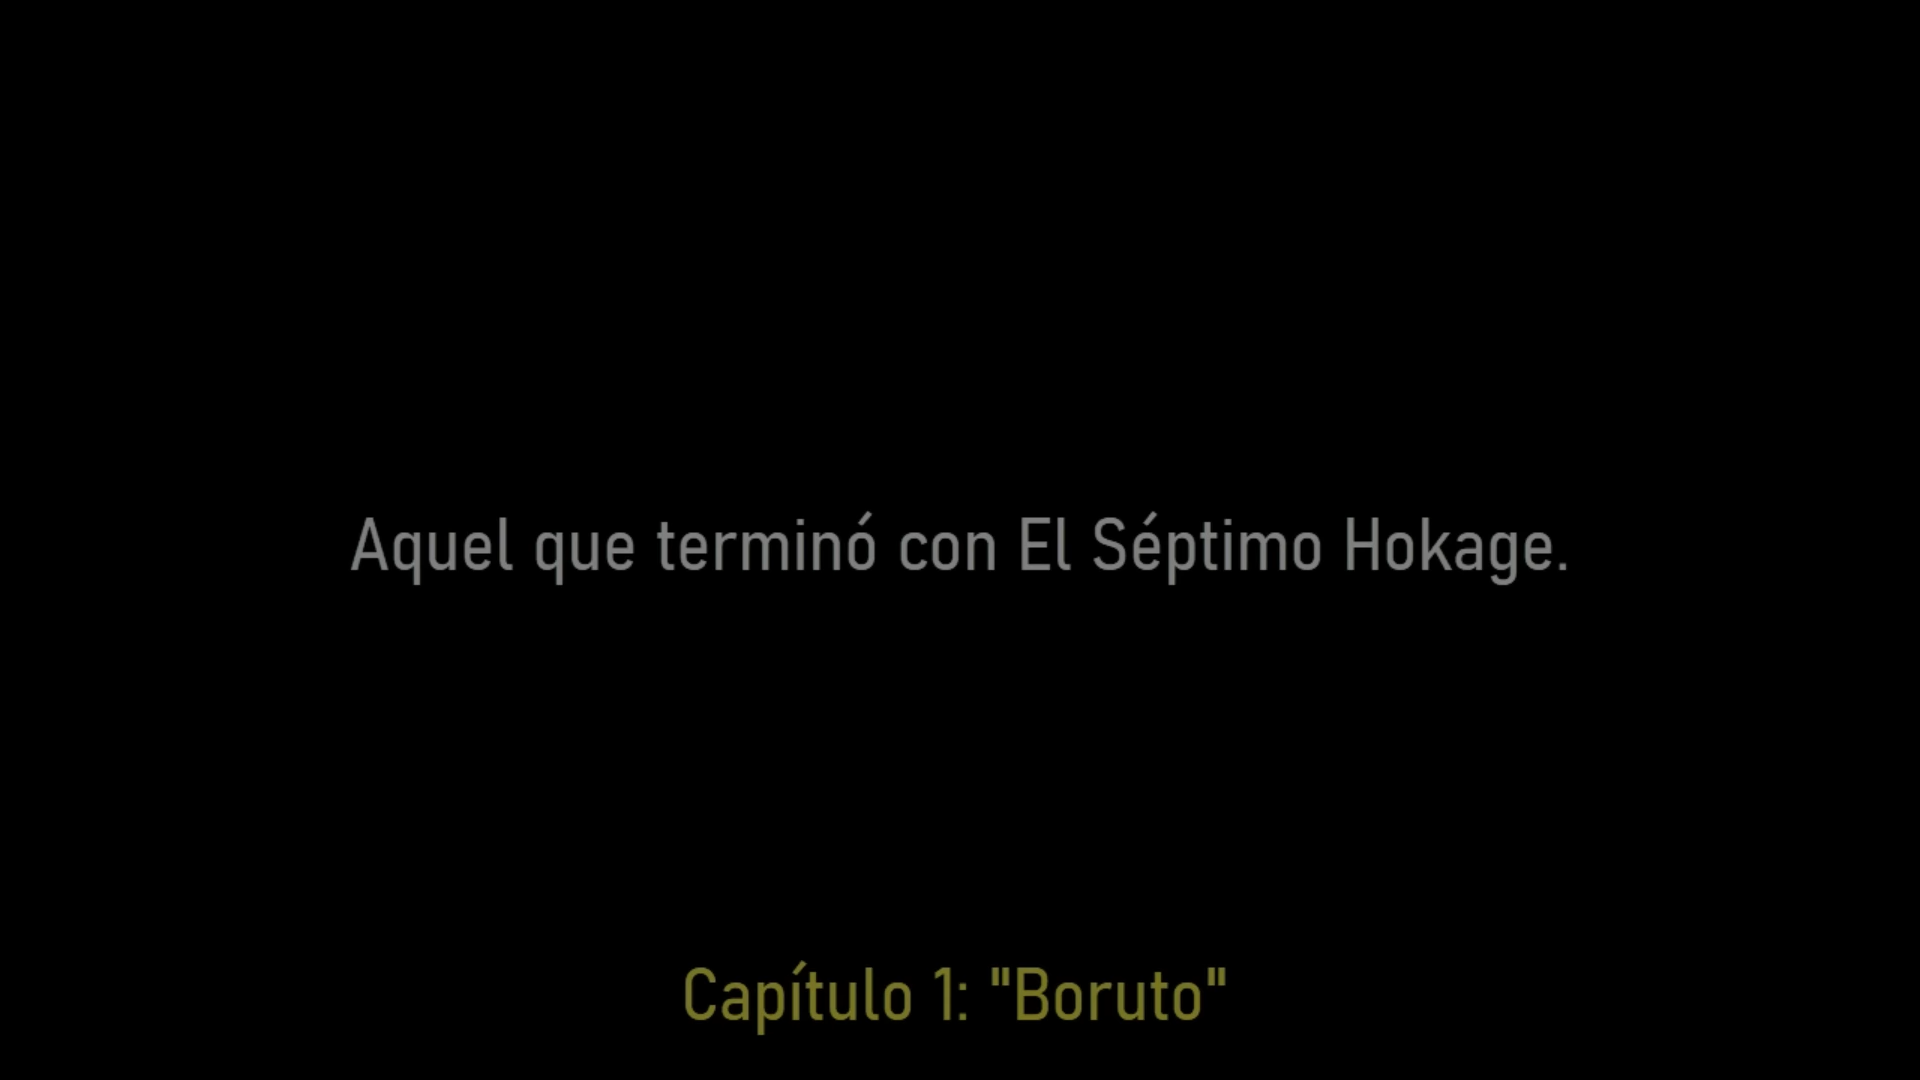 Aquel que terminó con El Séptimo Hokage.
Capítulo 1: "Boruto"